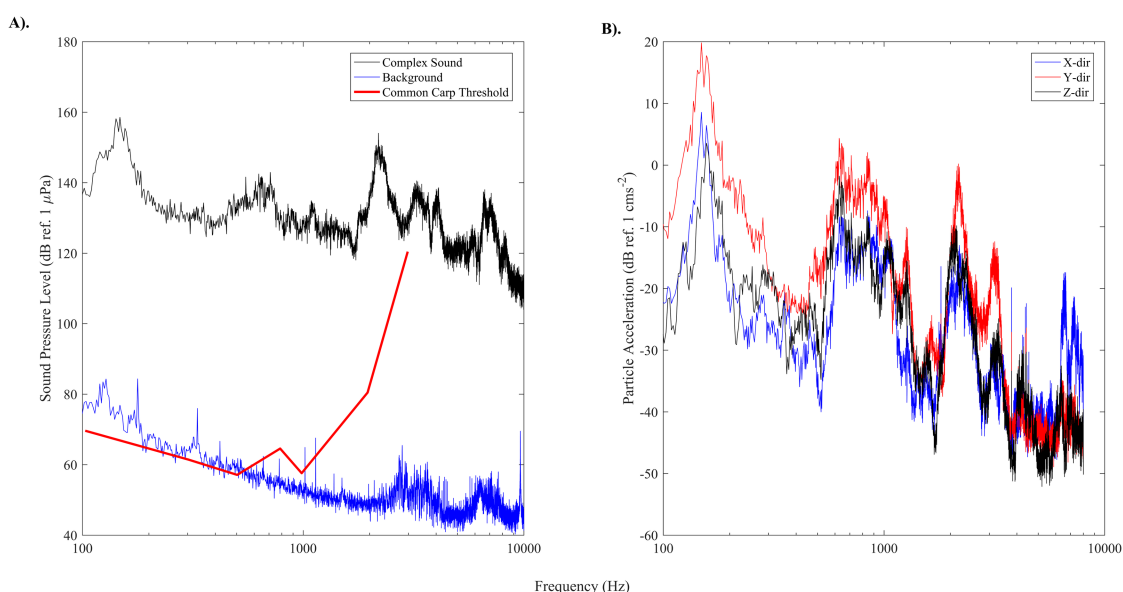 A).
180
160
140
120
100
80
60
40
100
1000
10000
Sound Pressure Level (dB ref. 1 μPa)
Complex Sound
Background
Common Carp Threshold
B).
20
0
-10
-20
-30
-40
-50
-60
100
1000
10000
Particle Acceleration (dB ref. 1 cms-2)
X-dir
Y-dir
Z-dir
Frequency (Hz)